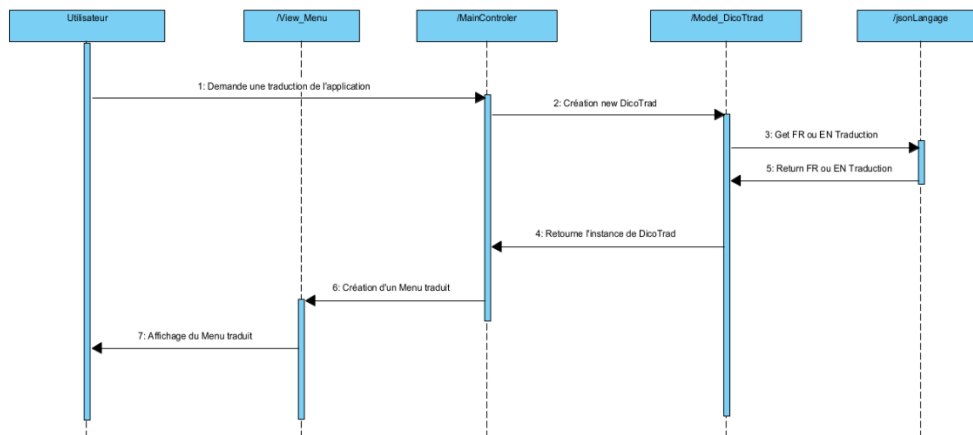 Utilisateur
/View_Menu
/MainControler
/Model_DicoTtrad
/jsonLangage
1: Demande une traduction de l'application
2: Création new DicoTrad
3: Get FR ou EN Traduction
5: Return FR ou EN Traduction
4: Retourne l'instance de DicoTrad
6: Création d'un Menu traduit
7: Affichage du Menu traduit